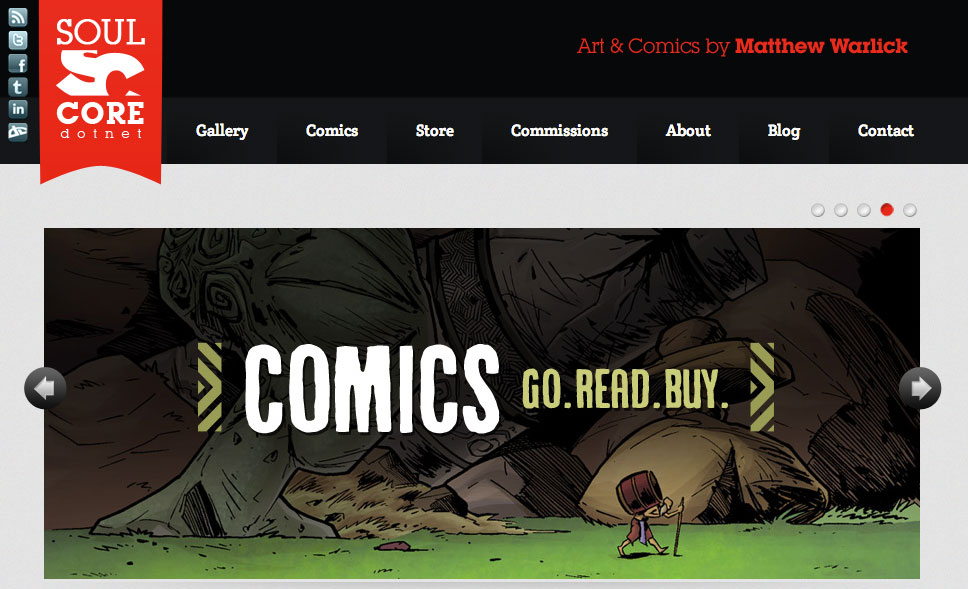 SOUL
SC
CORE
dotnet
Art & Comics by Matthew Warlick
Gallery Comics Store Commissions About Blog Contact
COMICS GO. READ. BUY.
t
f
t
in